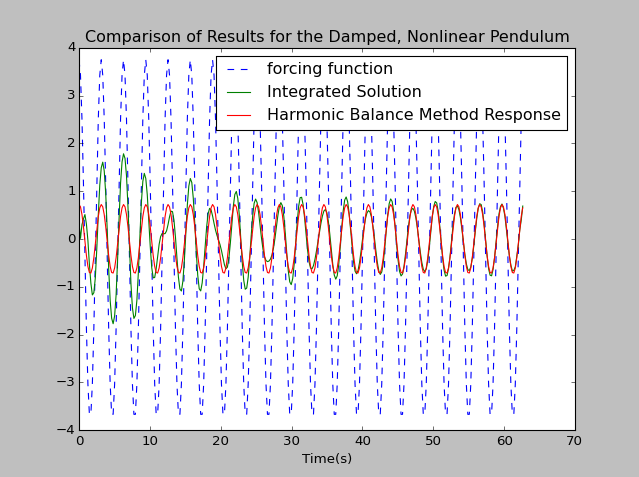 Comparison of Results for the Damped, Nonlinear Pendulum
forcing function
Integrated Solution
Harmonic Balance Method Response
4
3
2
1
0
−1
−2
−3
−4
0 10 20 30 40 50 60 70
Time(s)